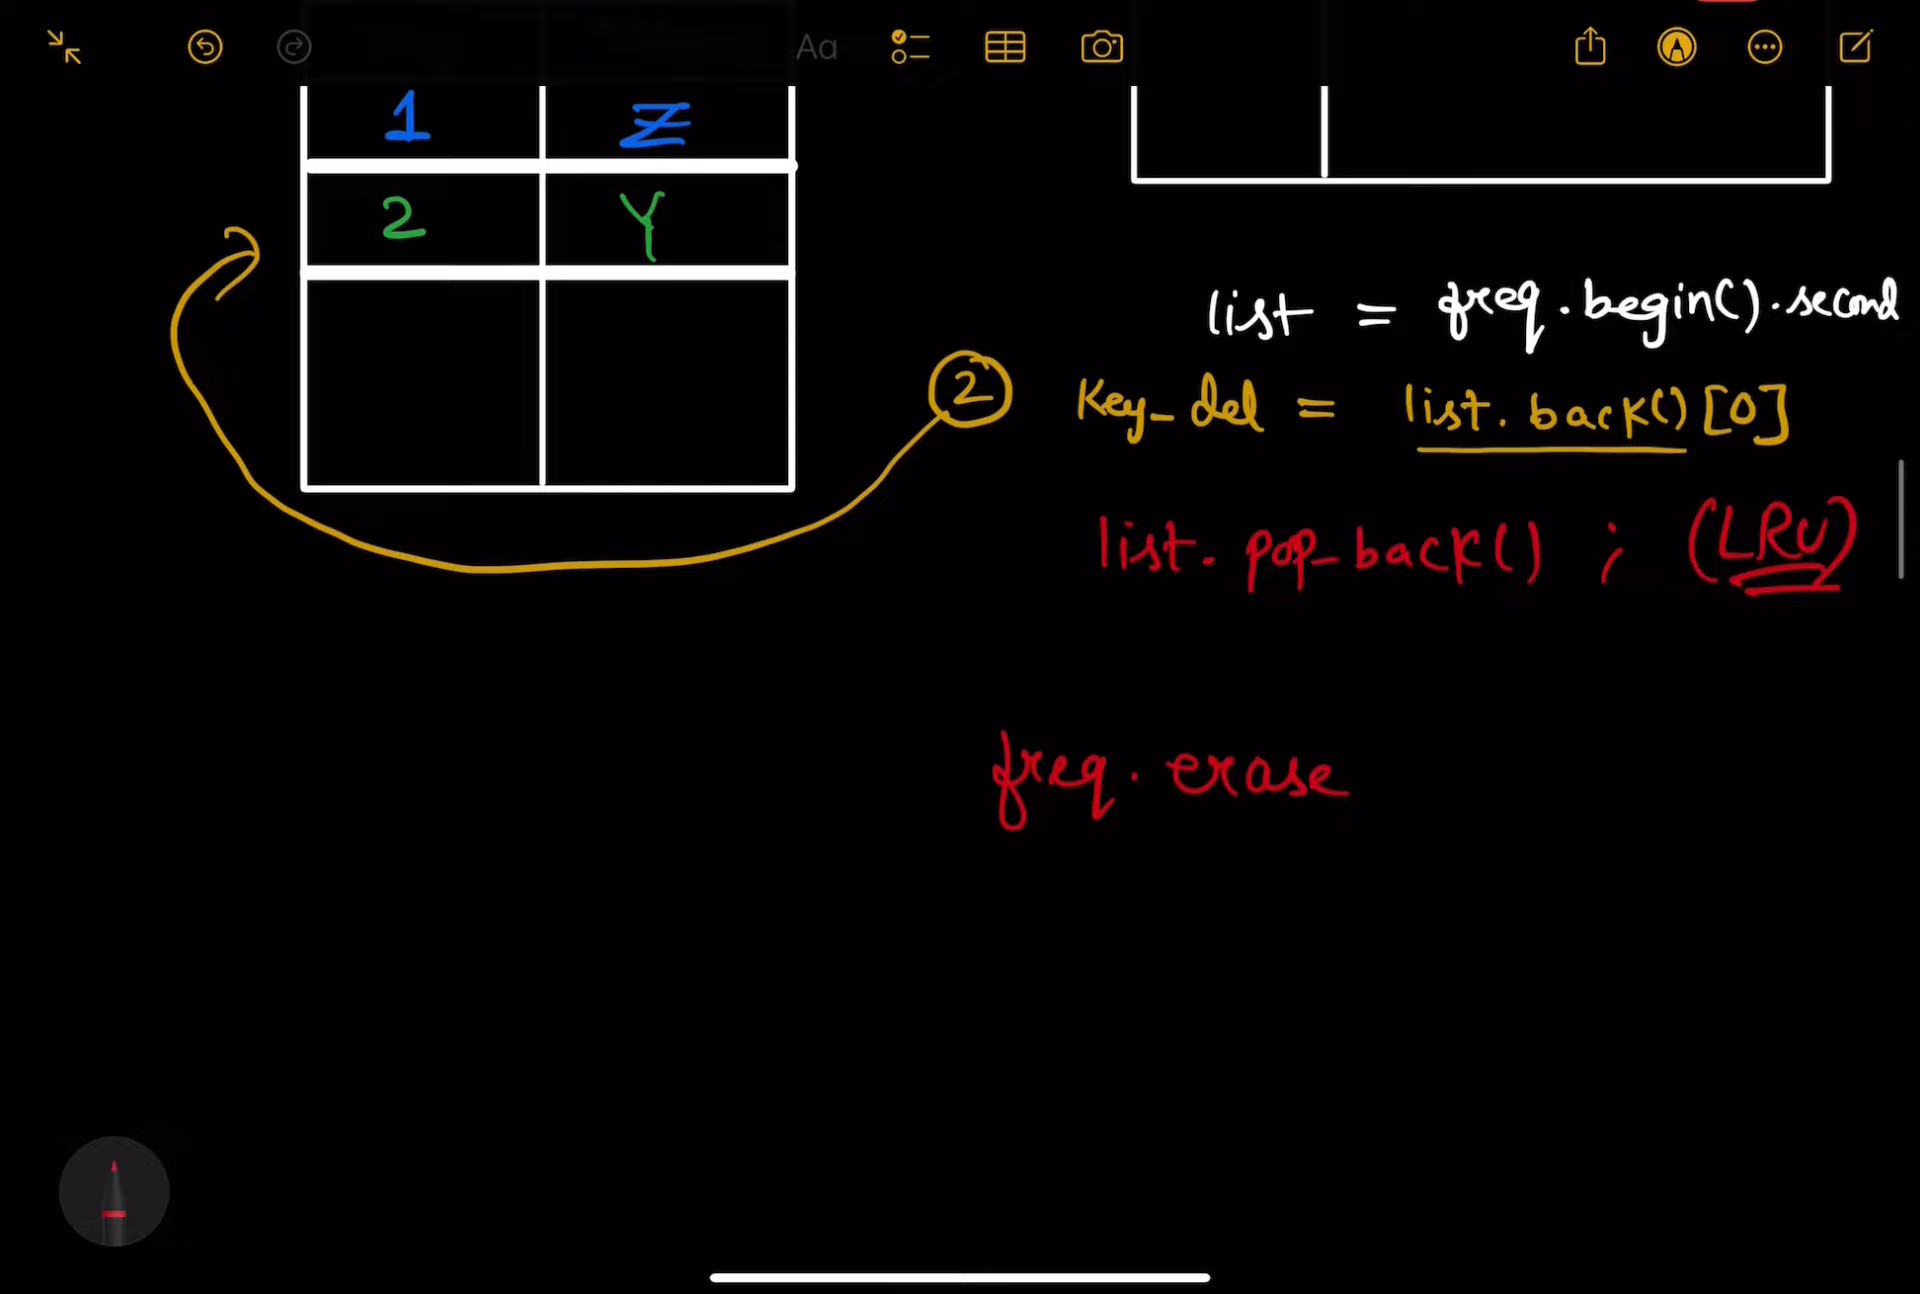 Aa
1 Z
2 Y
list = freq.begin().second
2 Key_del = list.back()[0]
list.pop_back() ; (LRU)
freq.erase